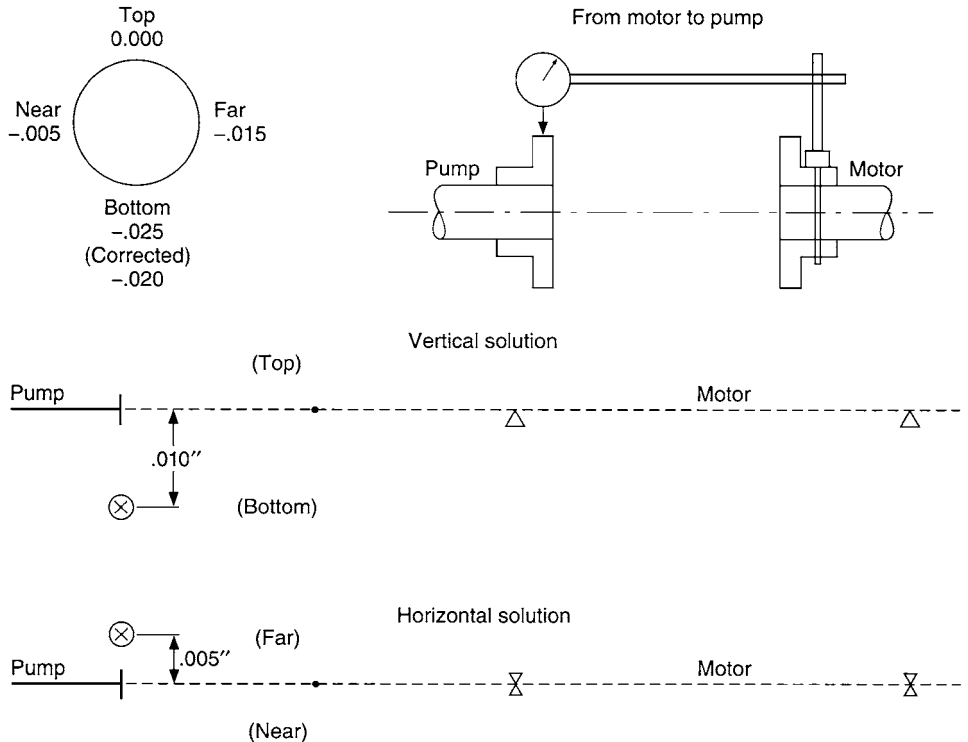 Top
0.000
Near
–.005
Far
–.015
Bottom
–.025
(Corrected)
–.020
From motor to pump
Pump
Motor
Vertical solution
(Top)
Pump
Motor
.010″
(Bottom)
Horizontal solution
(Far)
Pump
.005″
Motor
(Near)